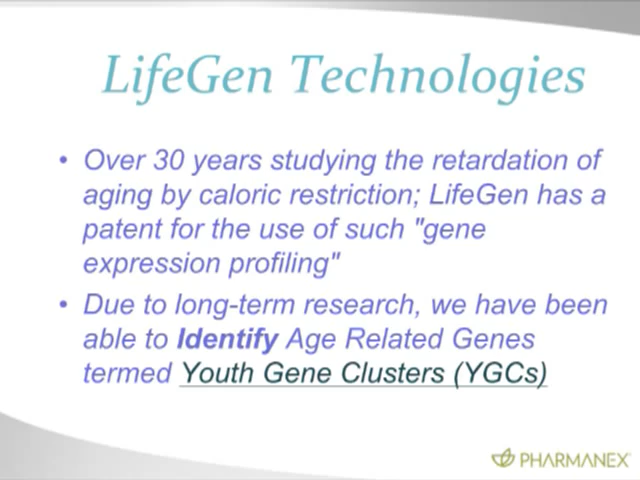 LifeGen Technologies
• Over 30 years studying the retardation of
aging by caloric restriction; LifeGen has a
patent for the use of such "gene
expression profiling"
• Due to long-term research, we have been
able to Identify Age Related Genes
termed Youth Gene Clusters (YGCs)
PHARMANEX